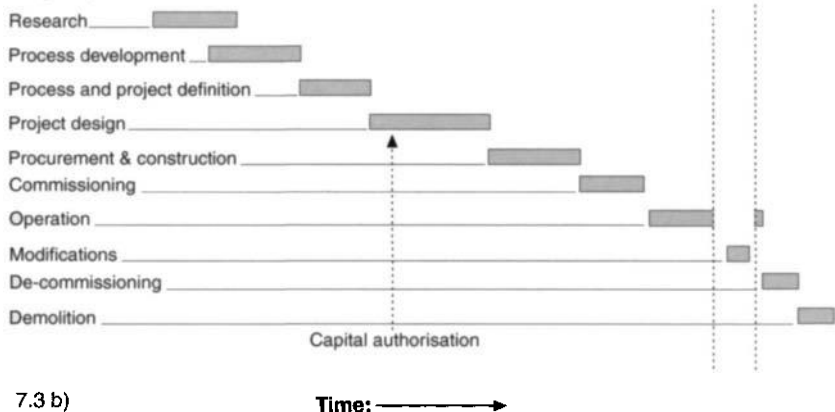 Research
Process development
Process and project definition
Project design
Procurement & construction
Commissioning
Operation
Modifications
De-commissioning
Demolition
Capital authorisation
7.3 b) Time: